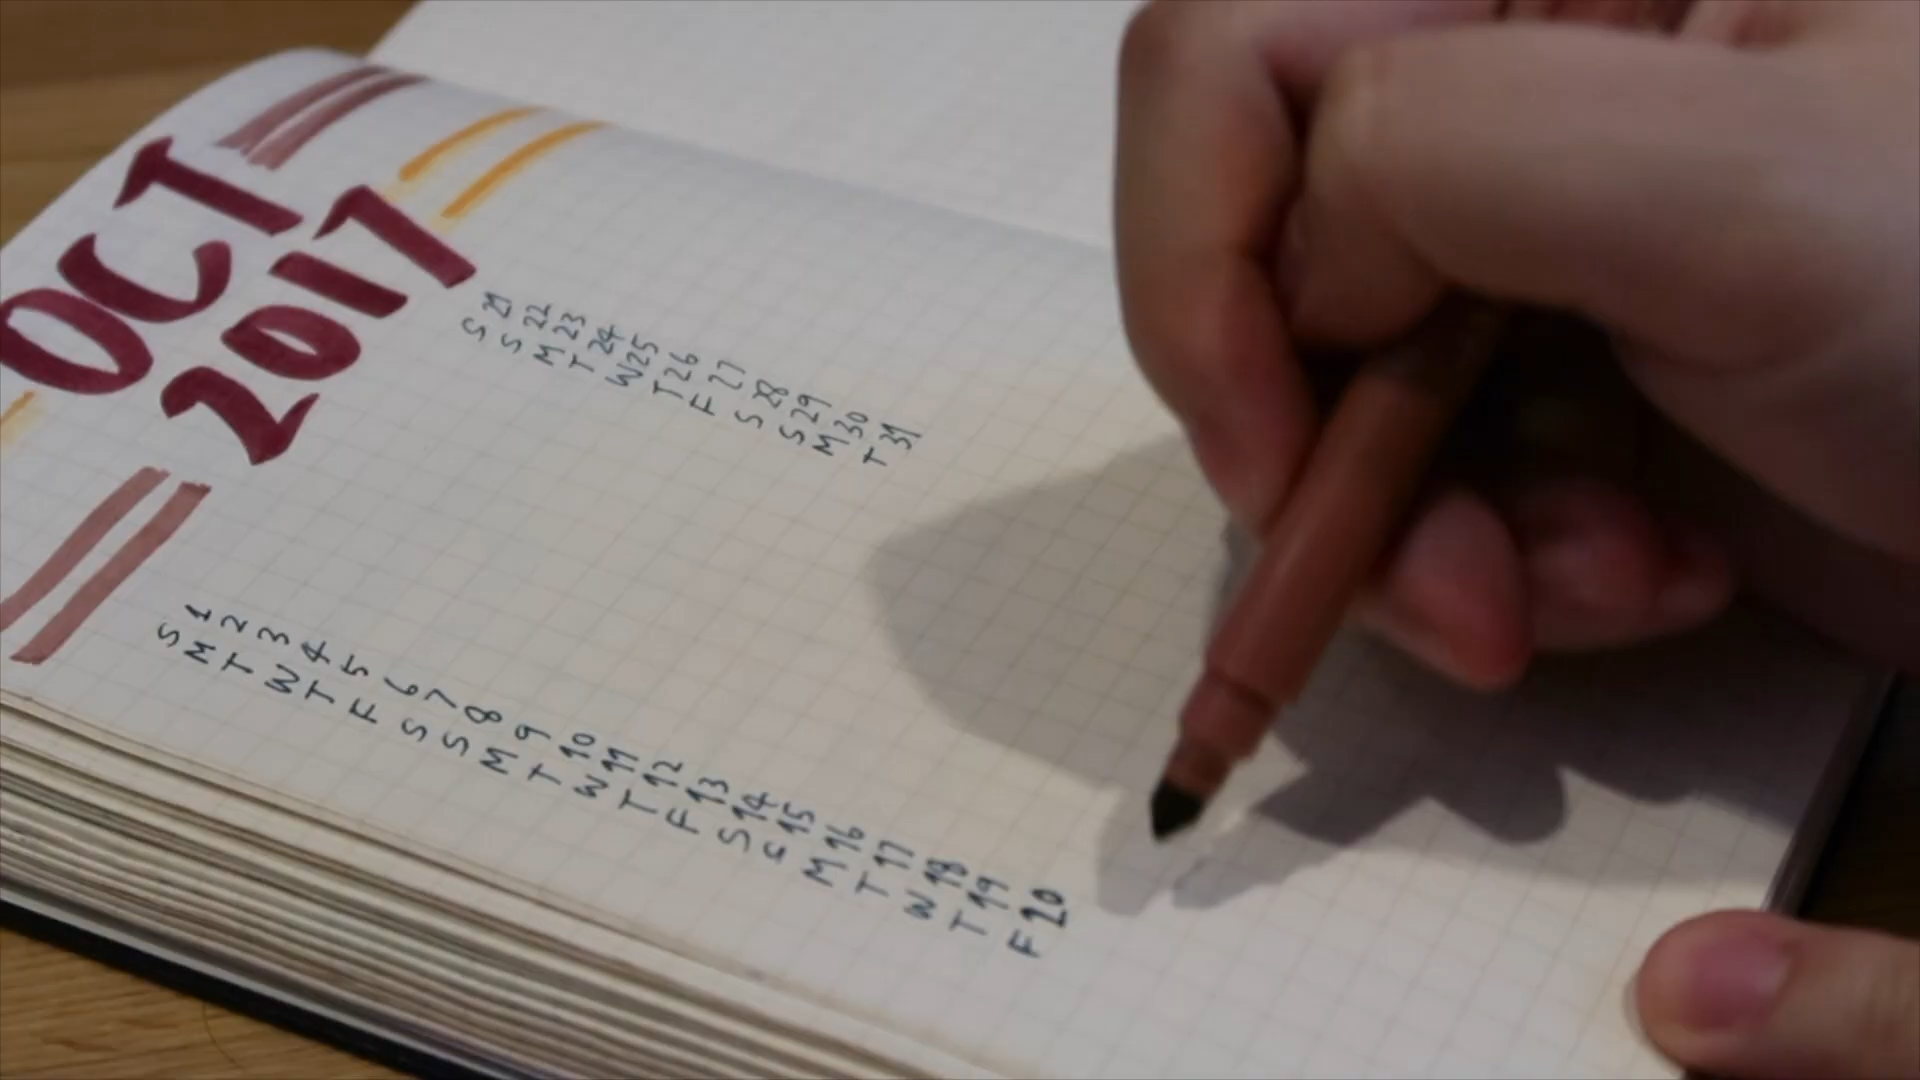 OCT
2017
S 1
M 2
T 3
W 4
T 5
F 6
S 7
S 8
M 9
T 10
W 11
T 12
F 13
S 14
S 15
M 16
T 17
W 18
T 19
F 20
S 21
S 22
M 23
T 24
W 25
T 26
F 27
S 28
S 29
M 30
T 31